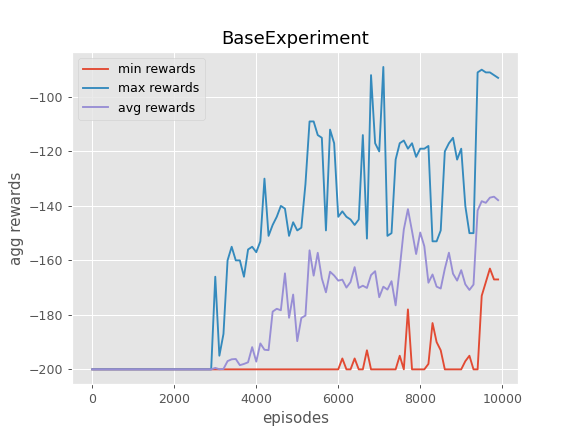 BaseExperiment
min rewards
max rewards
avg rewards
agg rewards
−100
−120
−140
−160
−180
−200
0 2000 4000 6000 8000 10000
episodes